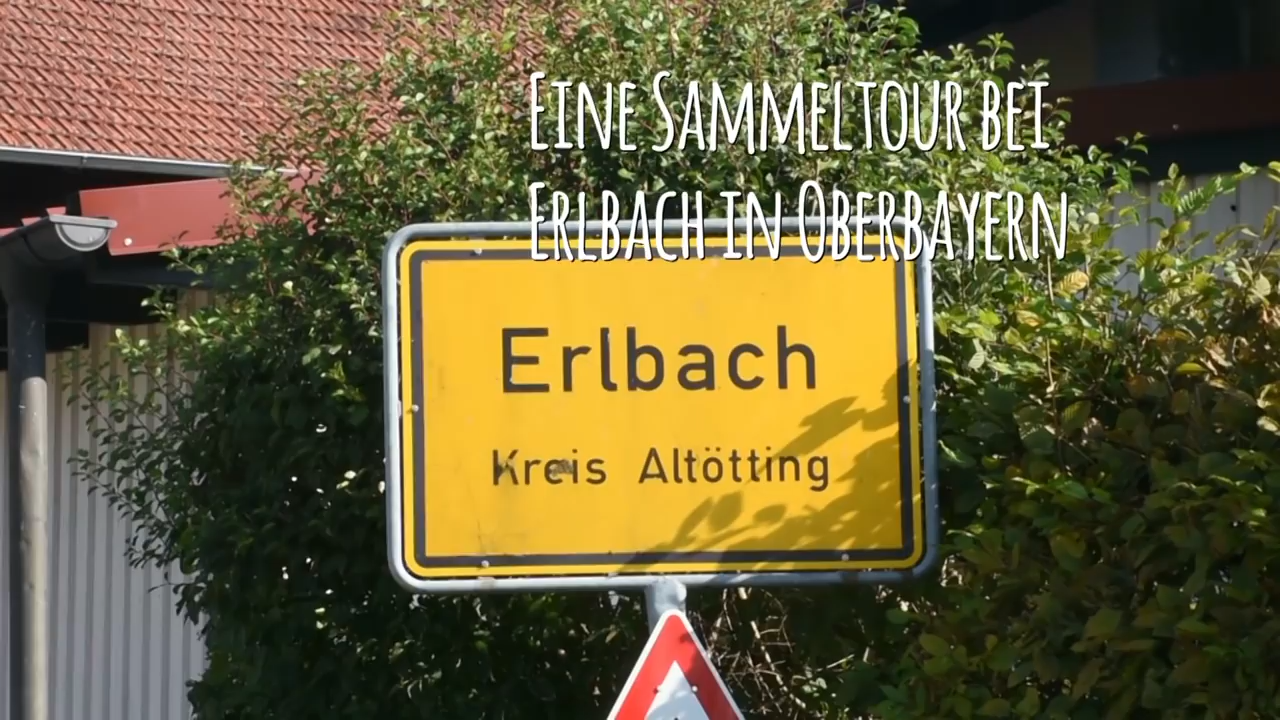 Eine Sammeltour bei
Erlbach in Oberbayern
Erlbach
Kreis Altötting